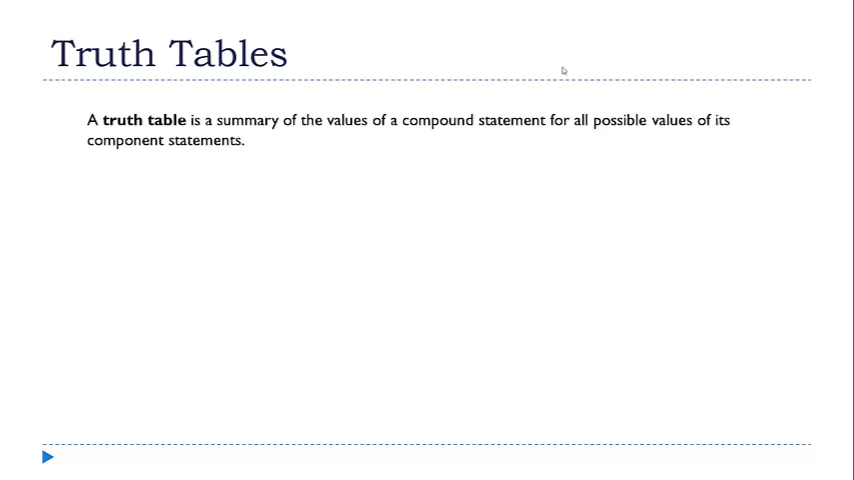 Truth Tables
A truth table is a summary of the values of a compound statement for all possible values of its
component statements.